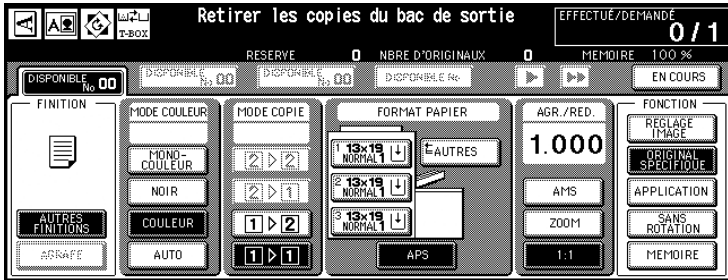 Retirer les copies du bac de sortie
T-BOX
EFFECTUÉ/DEMANDÉ
0/1
RESERVE 0 NBRE D'ORIGINAUX 0 MEMOIRE 100 %
DISPONIBLE No 00
DISPONIBLE No 00
DISPONIBLE No 00
DISPONIBLE No
EN COURS
FINITION
AUTRES
FINITIONS
AGRAFE
MODE COULEUR
MONO-
COULEUR
NOIR
COULEUR
AUTO
MODE COPIE
2 ▷ 2
2 ▷ 1
1 ▷ 2
1 ▷ 1
FORMAT PAPIER
1 13x19
NORMAL 1
2 13x19
NORMAL 1
3 13x19
NORMAL 1
AUTRES
APS
AGR./RED.
1.000
AMS
ZOOM
1:1
FONCTION
REGLAGE
IMAGE
ORIGINAL
SPECIFIQUE
APPLICATION
SANS
ROTATION
MEMOIRE